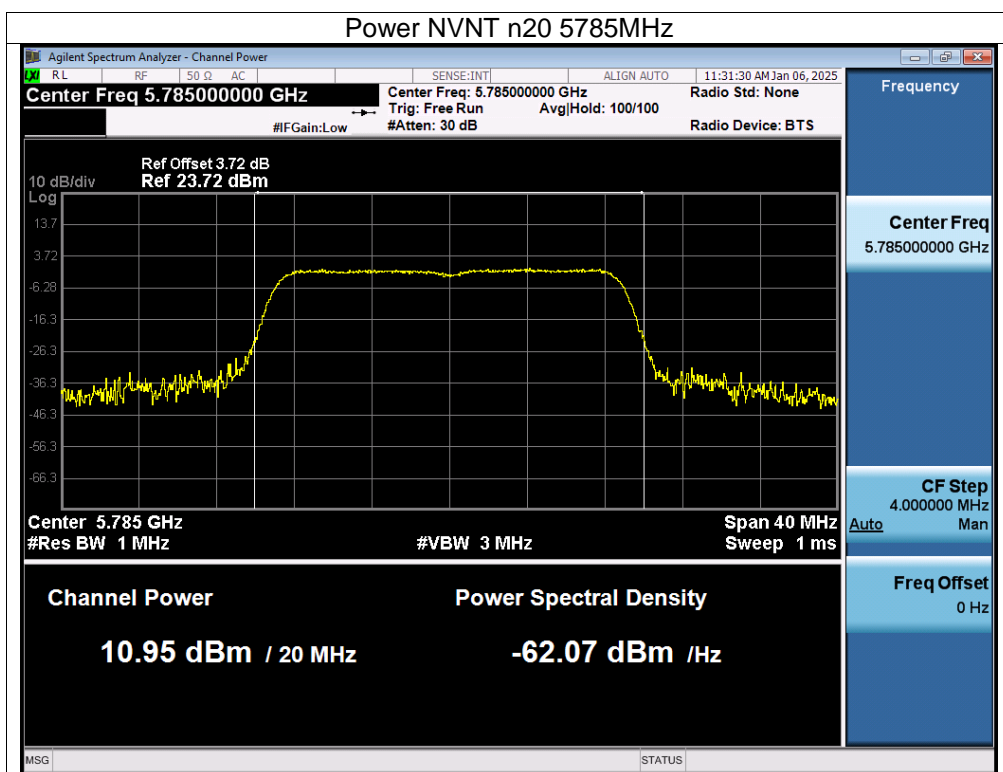 Power NVNT n20 5785MHz
Agilent Spectrum Analyzer - Channel Power
LXI RL RF 50 Ω AC SENSE:INT ALIGN AUTO 11:31:30 AM Jan 06, 2025
Center Freq 5.785000000 GHz Center Freq: 5.785000000 GHz Radio Std: None
Trig: Free Run Avg|Hold: 100/100
#IFGain:Low #Atten: 30 dB Radio Device: BTS
Ref Offset 3.72 dB
10 dB/div Ref 23.72 dBm
Log
13.7
3.72
-6.28
-16.3
-26.3
-36.3
-46.3
-56.3
-66.3
Center 5.785 GHz Span 40 MHz
#Res BW 1 MHz #VBW 3 MHz Sweep 1 ms
Channel Power Power Spectral Density
10.95 dBm / 20 MHz -62.07 dBm /Hz
MSG STATUS
Frequency
Center Freq
5.785000000 GHz
CF Step
4.000000 MHz
Auto Man
Freq Offset
0 Hz